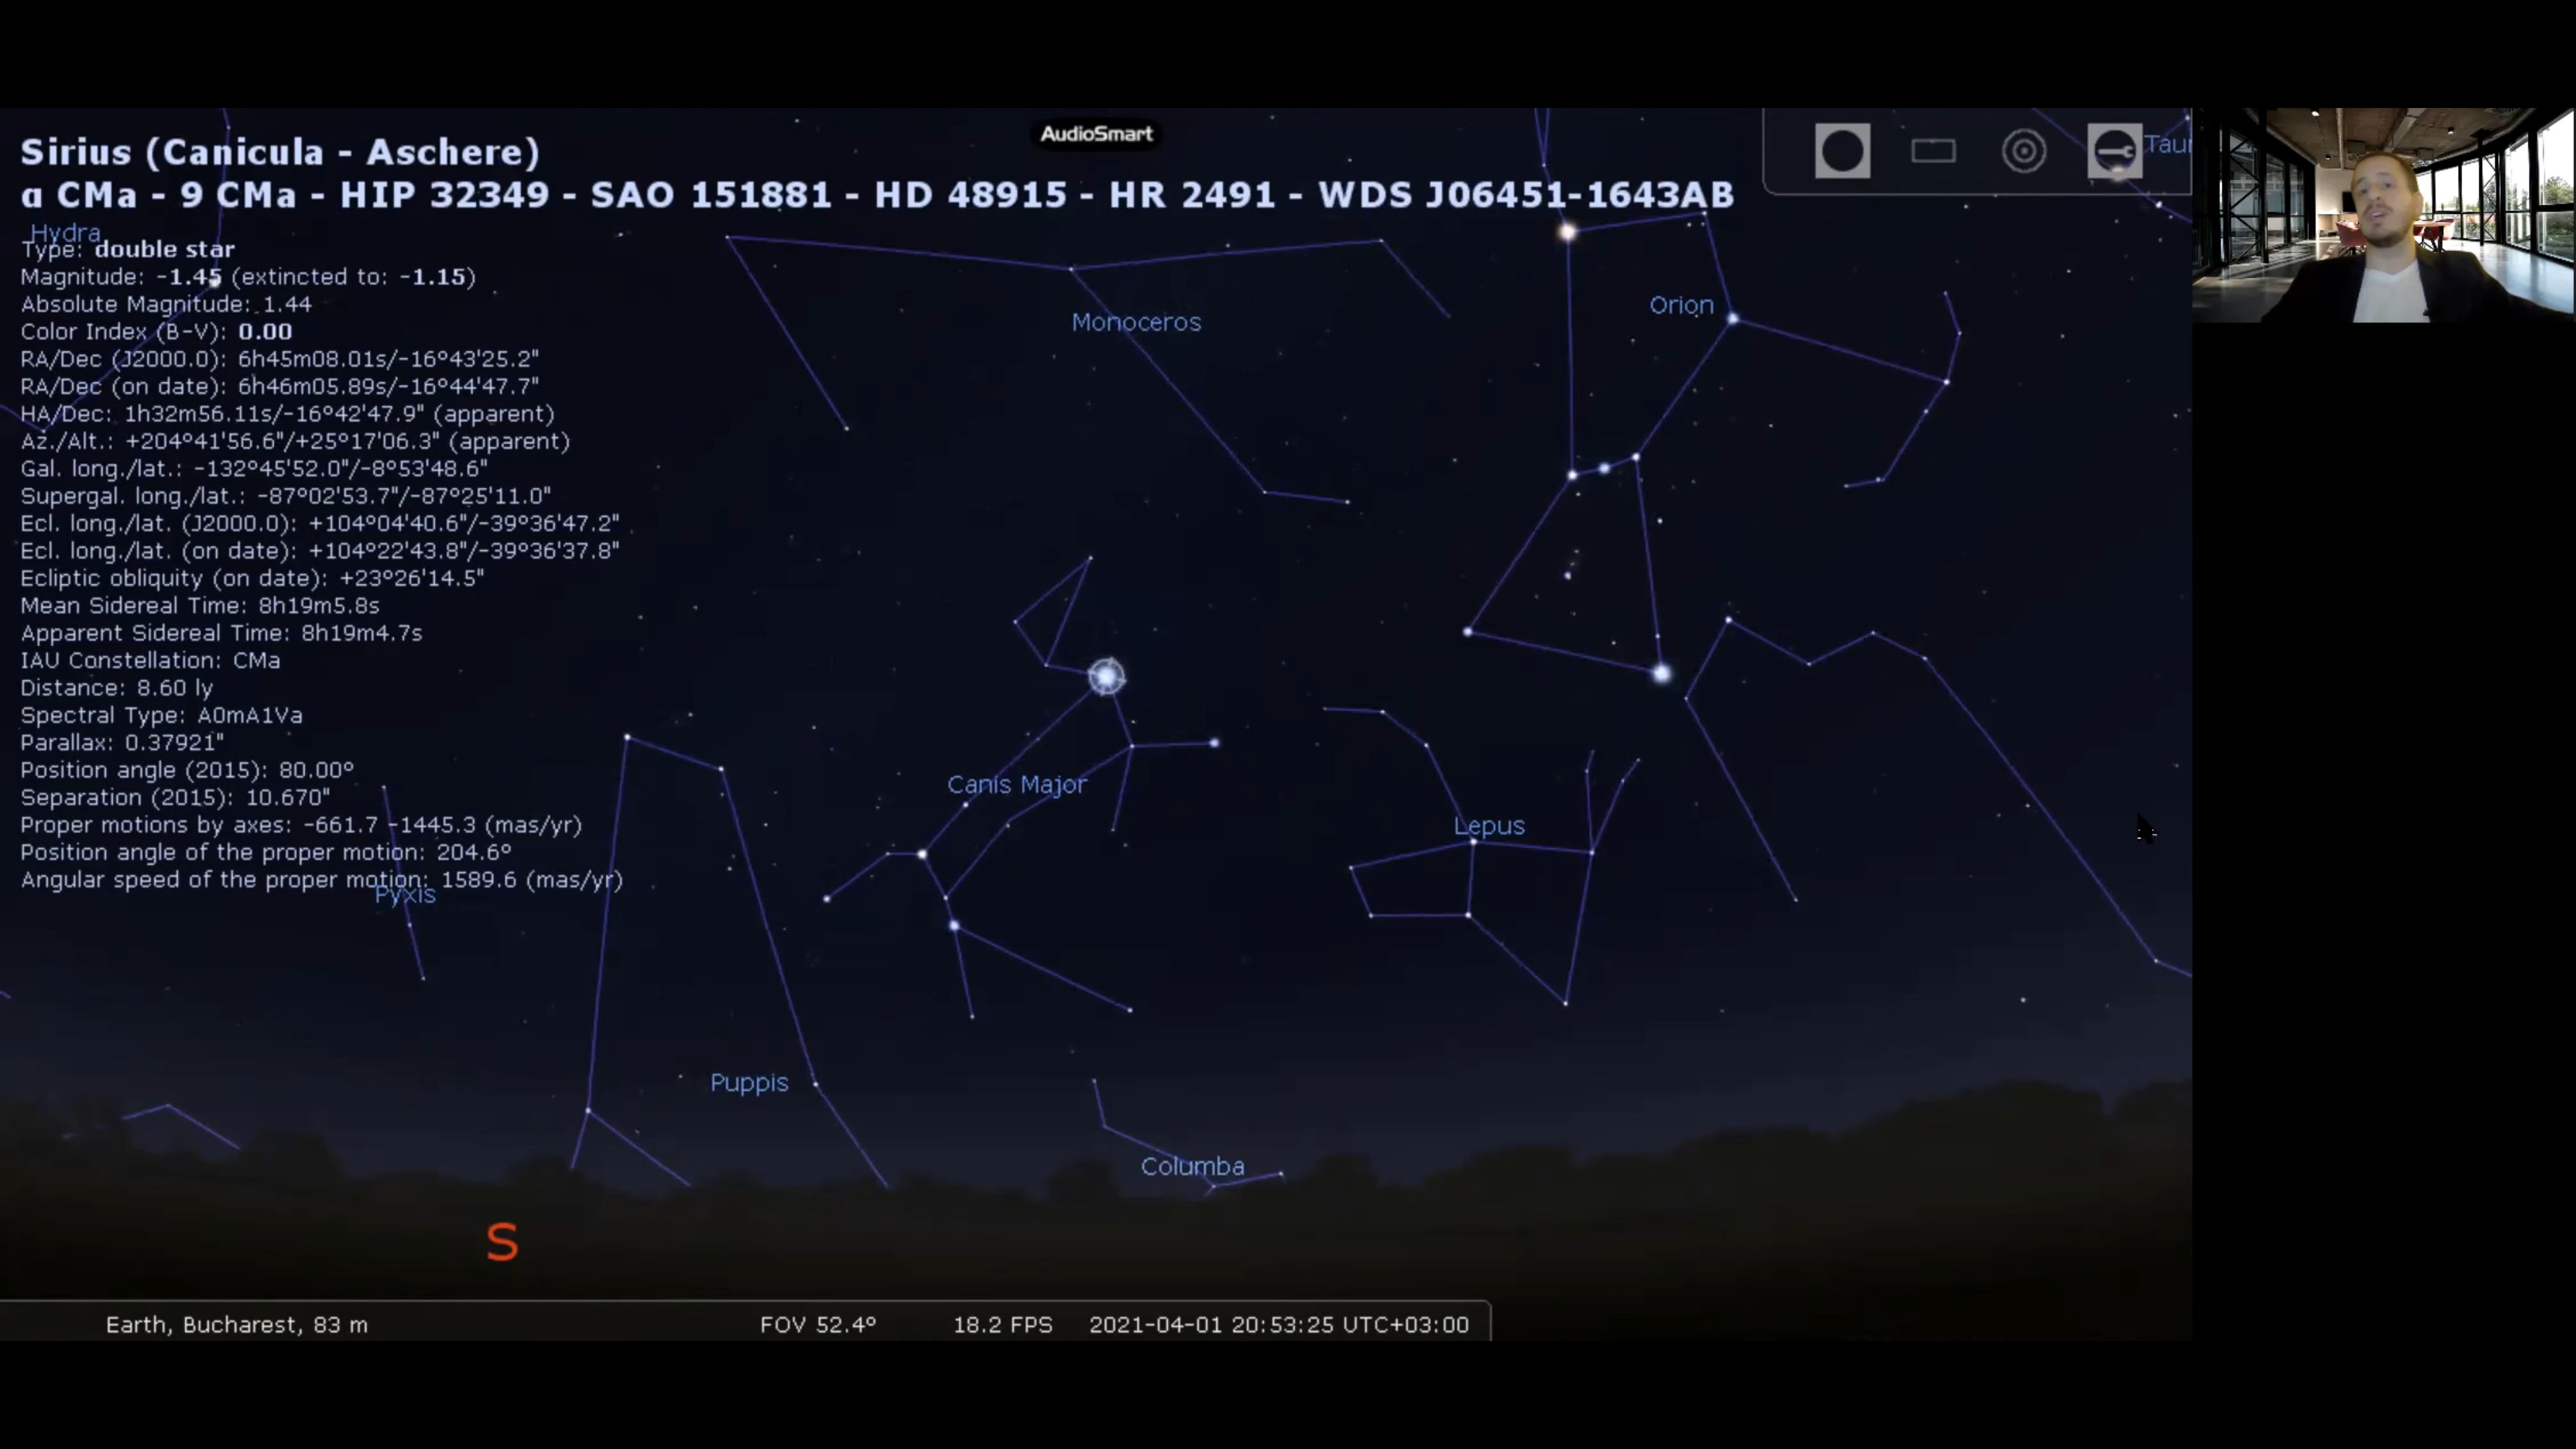 AudioSmart
Sirius (Canicula - Aschere)
α CMa - 9 CMa - HIP 32349 - SAO 151881 - HD 48915 - HR 2491 - WDS J06451-1643AB
Hydra
Type: double star
Magnitude: -1.45 (extincted to: -1.15)
Absolute Magnitude: 1.44
Color Index (B-V): 0.00
RA/Dec (J2000.0): 6h45m08.01s/-16°43'25.2"
RA/Dec (on date): 6h46m05.89s/-16°44'47.7"
HA/Dec: 1h32m56.11s/-16°42'47.9" (apparent)
Az./Alt.: +204°41'56.6"/+25°17'06.3" (apparent)
Gal. long./lat.: -132°45'52.0"/-8°53'48.6"
Supergal. long./lat.: -87°02'53.7"/-87°25'11.0"
Ecl. long./lat. (J2000.0): +104°04'40.6"/-39°36'47.2"
Ecl. long./lat. (on date): +104°22'43.8"/-39°36'37.8"
Ecliptic obliquity (on date): +23°26'14.5"
Mean Sidereal Time: 8h19m5.8s
Apparent Sidereal Time: 8h19m4.7s
IAU Constellation: CMa
Distance: 8.60 ly
Spectral Type: A0mA1Va
Parallax: 0.37921"
Position angle (2015): 80.00°
Separation (2015): 10.670"
Proper motions by axes: -661.7 -1445.3 (mas/yr)
Position angle of the proper motion: 204.6°
Angular speed of the proper motion: 1589.6 (mas/yr)
Pyxis
Taur
Orion
Monoceros
Canis Major
Lepus
Puppis
Columba
S
Earth, Bucharest, 83 m FOV 52.4° 18.2 FPS 2021-04-01 20:53:25 UTC+03:00